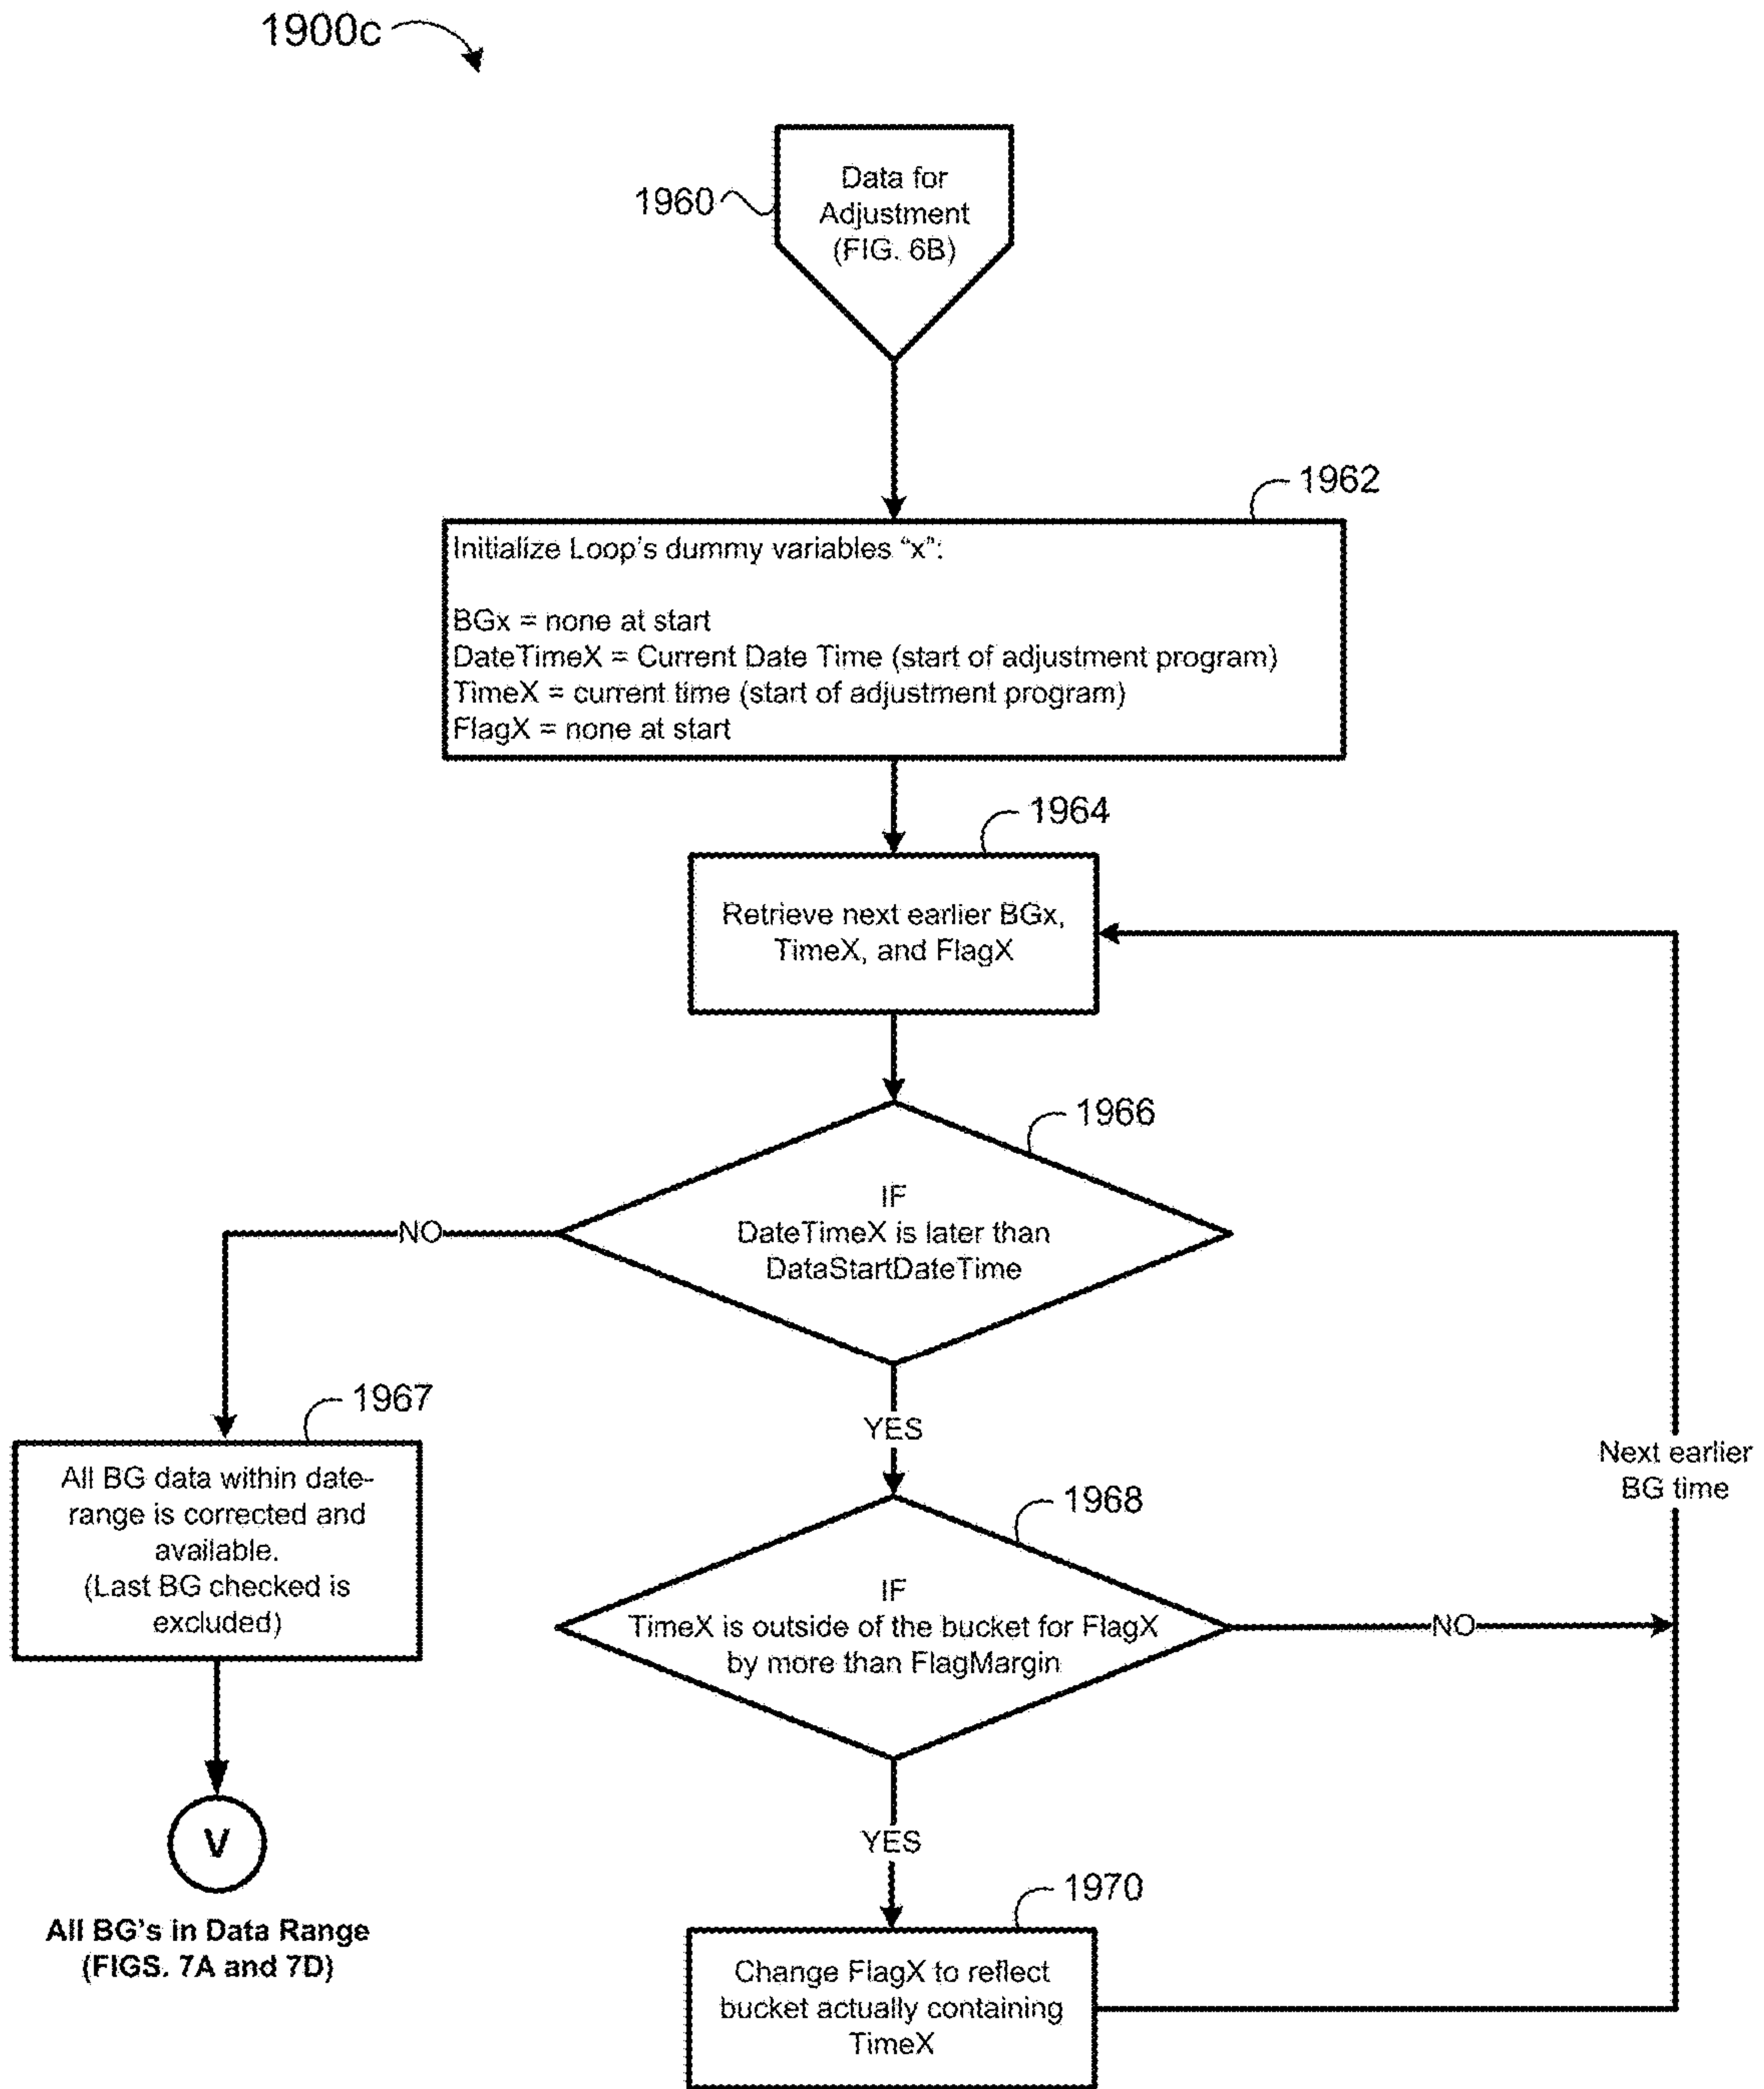 1900c
1960
Data for
Adjustment
(FIG. 6B)
1962
Initialize Loop's dummy variables “x”:
BGx = none at start
DateTimeX = Current Date Time (start of adjustment program)
TimeX = current time (start of adjustment program)
FlagX = none at start
1964
Retrieve next earlier BGx,
TimeX, and FlagX
1966
IF
DateTimeX is later than
DataStartDateTime
NO
YES
1967
All BG data within date-
range is corrected and
available.
(Last BG checked is
excluded)
Next earlier
BG time
1968
IF
TimeX is outside of the bucket for FlagX
by more than FlagMargin
NO
YES
V
All BG's in Data Range
(FIGS. 7A and 7D)
1970
Change FlagX to reflect
bucket actually containing
TimeX